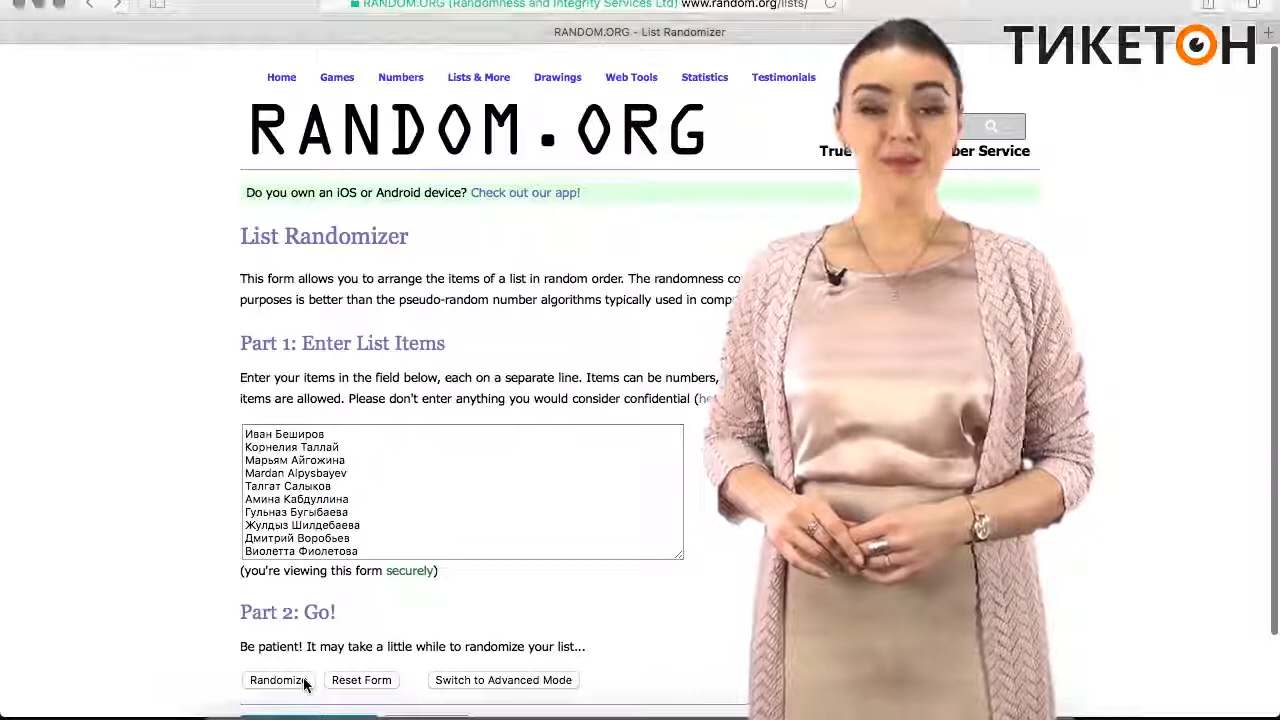 RANDOM.ORG (Randomness and Integrity Services Ltd) www.random.org/lists/
RANDOM.ORG - List Randomizer
ТИКЕТОН
Home Games Numbers Lists & More Drawings Web Tools Statistics Testimonials
RANDOM.ORG
True ber Service
Do you own an iOS or Android device? Check out our app!
List Randomizer
This form allows you to arrange the items of a list in random order. The randomness co
purposes is better than the pseudo-random number algorithms typically used in comp
Part 1: Enter List Items
Enter your items in the field below, each on a separate line. Items can be numbers,
items are allowed. Please don't enter anything you would consider confidential (he
Иван Беширов
Корнелия Таллай
Марьям Айгожина
Mardan Alpysbayev
Талгат Салыков
Амина Кабдуллина
Гульназ Бугыбаева
Жулдыз Шилдебаева
Дмитрий Воробьев
Виолетта Фиолетова
(you're viewing this form securely)
Part 2: Go!
Be patient! It may take a little while to randomize your list...
Randomize Reset Form Switch to Advanced Mode